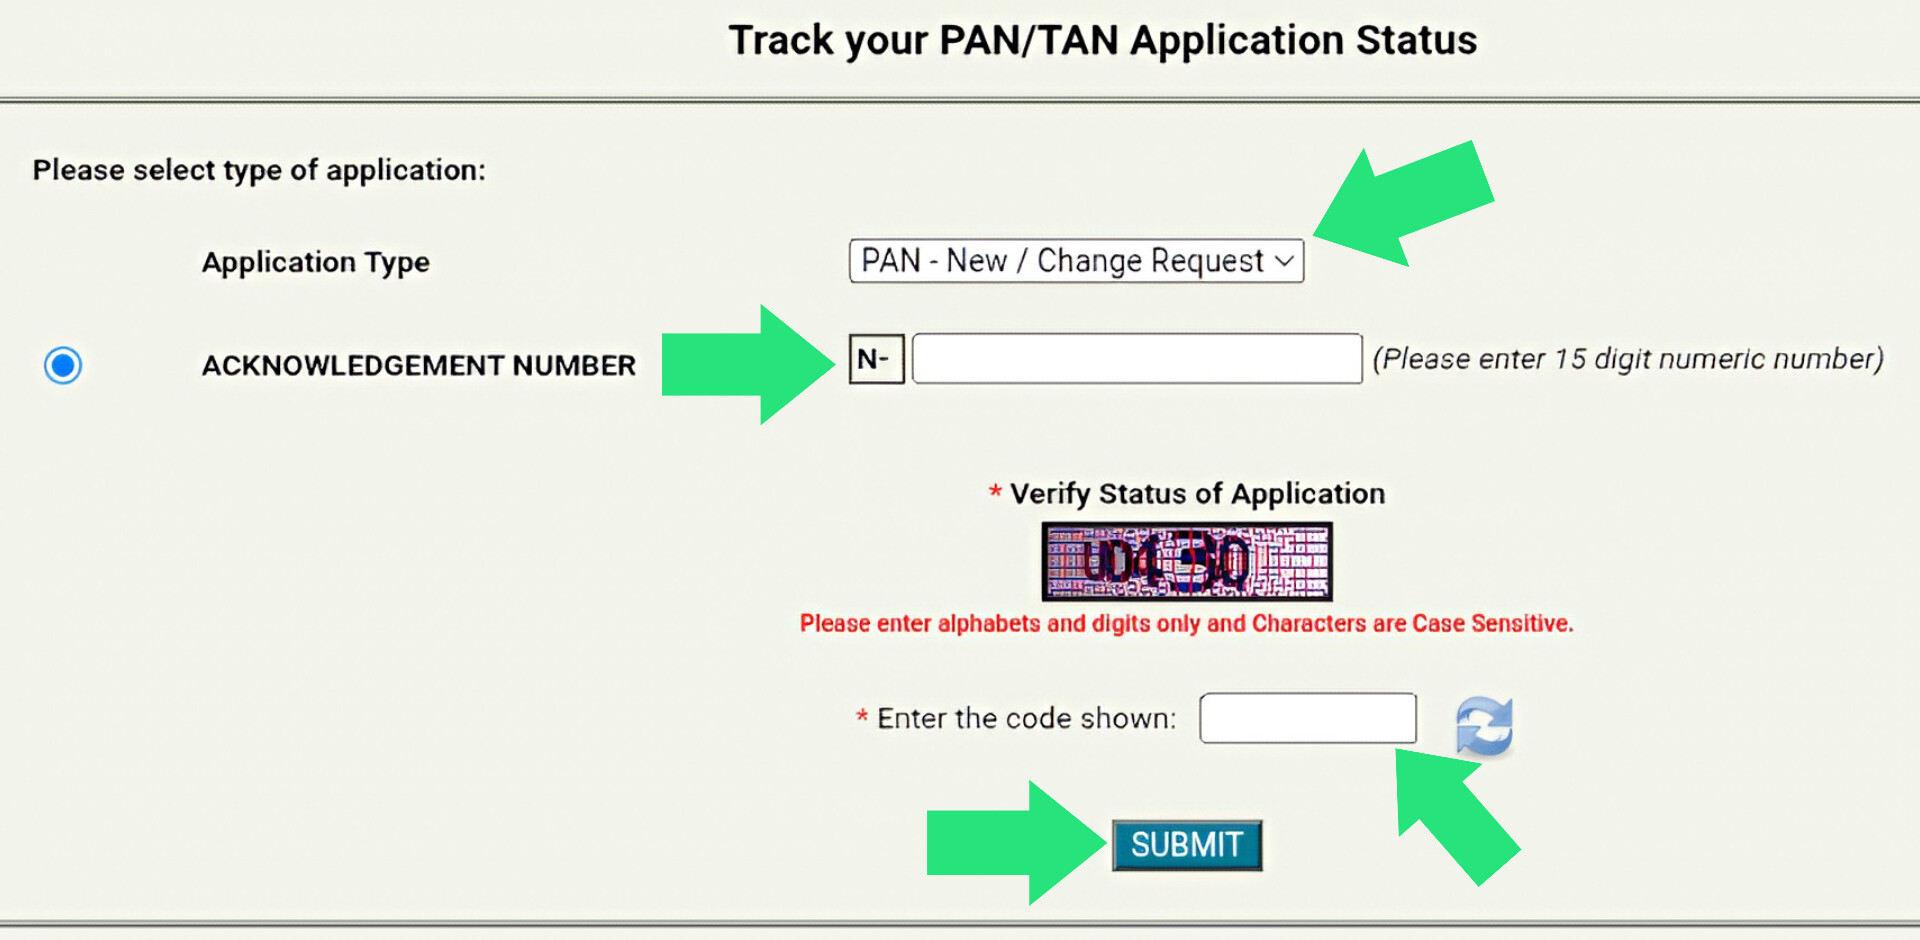 Track your PAN/TAN Application Status
Please select type of application:
Application Type
PAN - New / Change Request
ACKNOWLEDGEMENT NUMBER
N-
(Please enter 15 digit numeric number)
* Verify Status of Application
Please enter alphabets and digits only and Characters are Case Sensitive.
* Enter the code shown:
SUBMIT